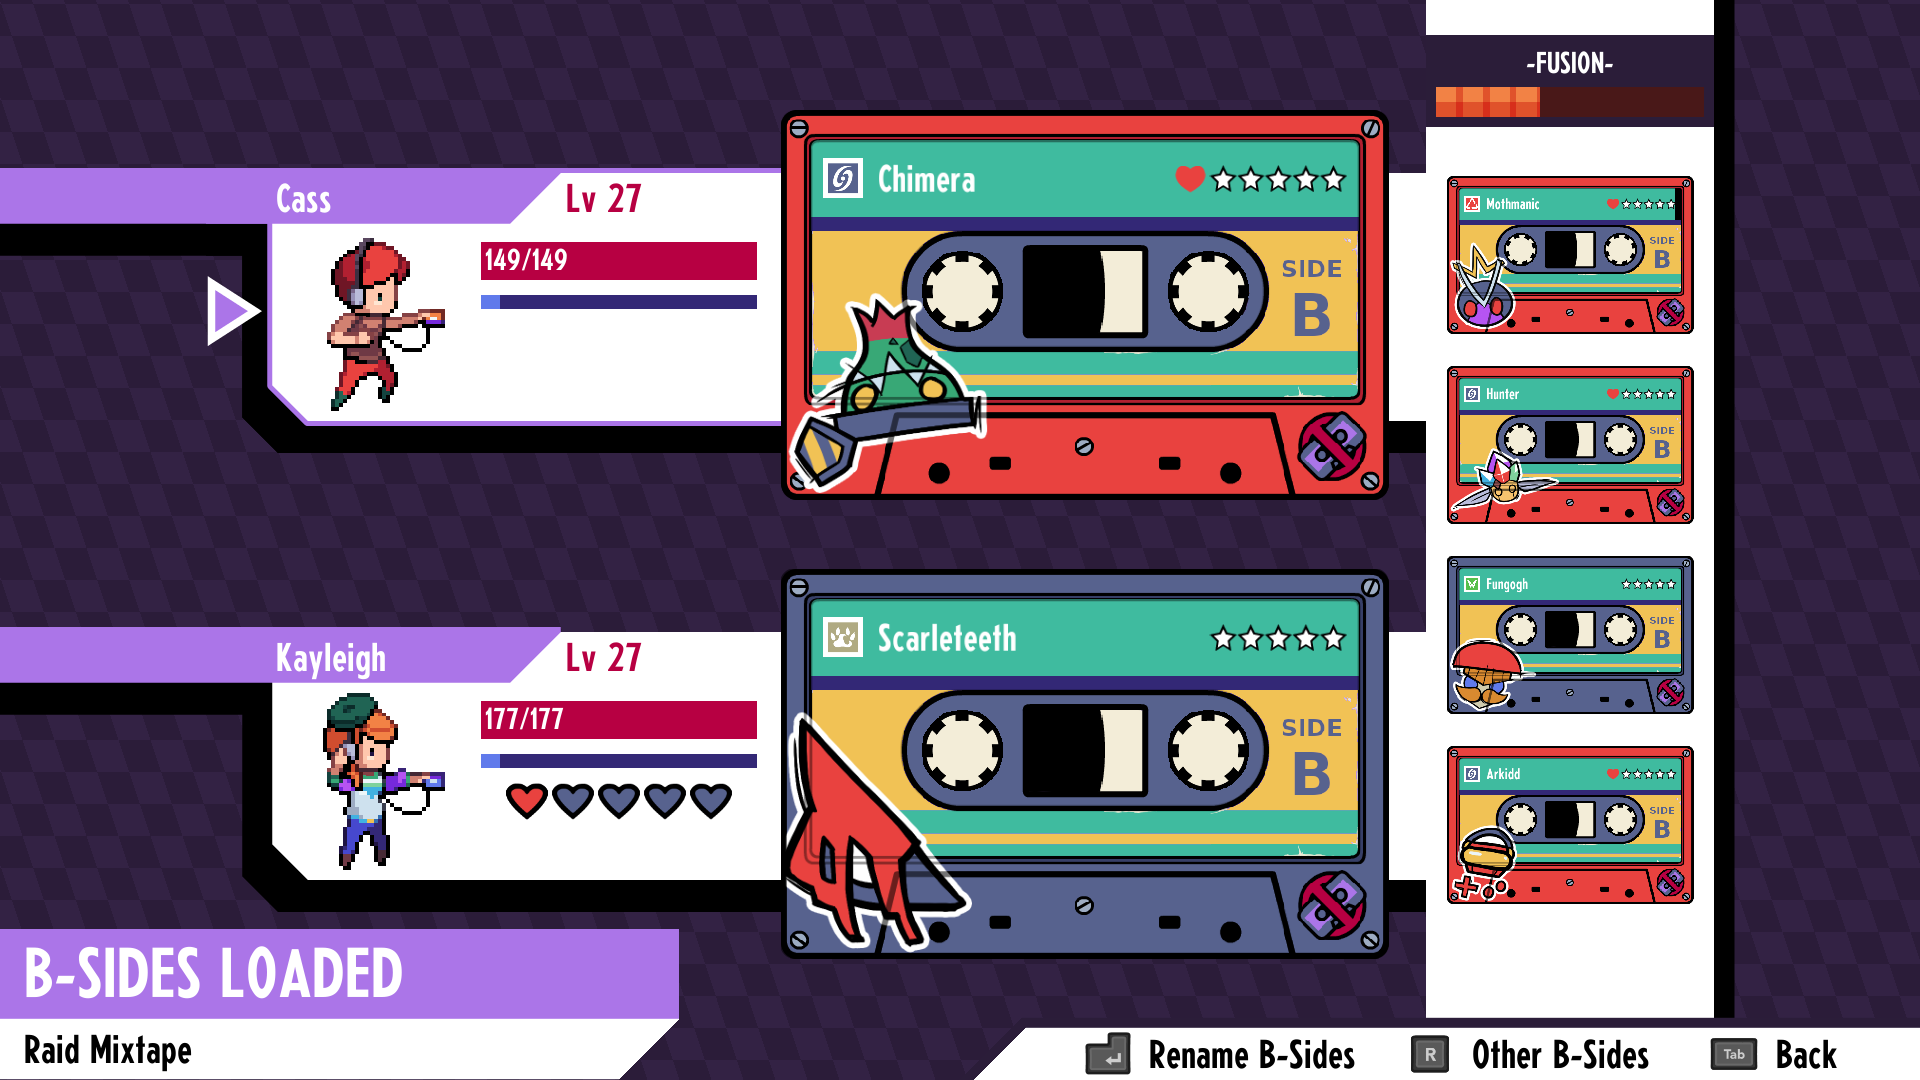 -FUSION-
Cass
Lv 27
149/149
Chimera
SIDE
B
Kayleigh
Lv 27
177/177
Scarleteeth
SIDE
B
Mothmanic
SIDE
B
Hunter
SIDE
B
Fungogh
SIDE
B
Arkidd
SIDE
B
B-SIDES LOADED
Raid Mixtape
Rename B-Sides
R
Other B-Sides
Tab
Back